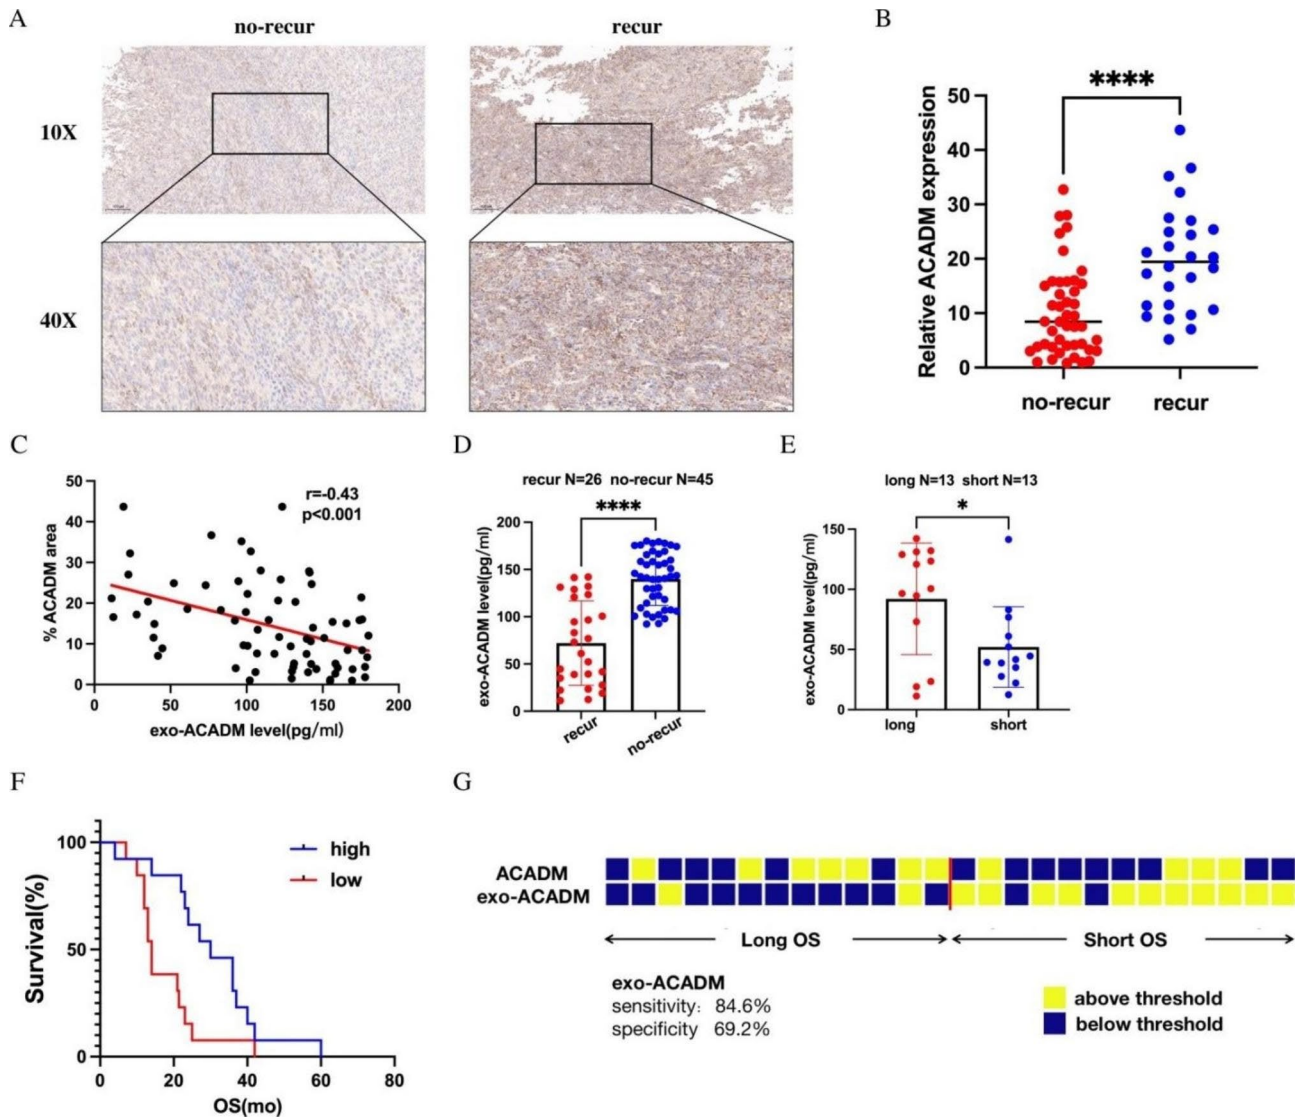 A
no-recur
recur
10X
40X
B
****
Relative ACADM expression
50
40
30
20
10
0
no-recur
recur
C
% ACADM area
50
40
30
20
10
0
r=-0.43
p<0.001
0
50
100
150
200
exo-ACADM level(pg/ml)
D
recur N=26 no-recur N=45
****
exo-ACADM level(pg/ml)
200
150
100
50
0
recur
no-recur
E
long N=13 short N=13
*
exo-ACADM level(pg/ml)
150
100
50
0
long
short
F
Survival(%)
100
50
0
high
low
0
20
40
60
80
OS(mo)
G
ACADM
exo-ACADM
Long OS
Short OS
exo-ACADM
sensitivity: 84.6%
specificity 69.2%
above threshold
below threshold